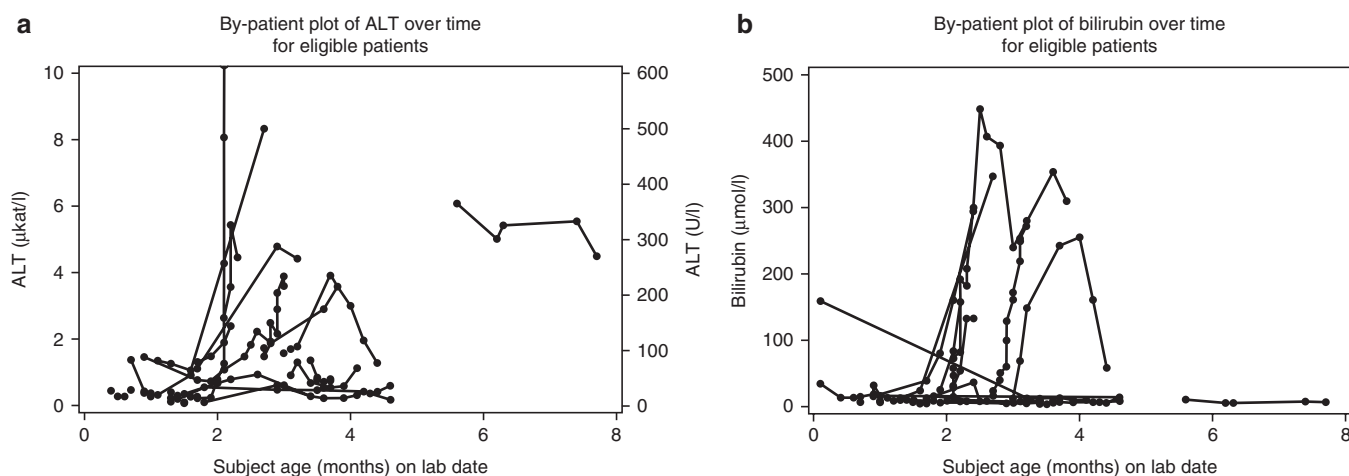 a
By-patient plot of ALT over time
for eligible patients
10
8
6
4
2
0
ALT (µkat/l)
600
500
400
300
200
100
0
ALT (U/l)
0 2 4 6 8
Subject age (months) on lab date
b
By-patient plot of bilirubin over time
for eligible patients
500
400
300
200
100
0
Bilirubin (µmol/l)
0 2 4 6 8
Subject age (months) on lab date